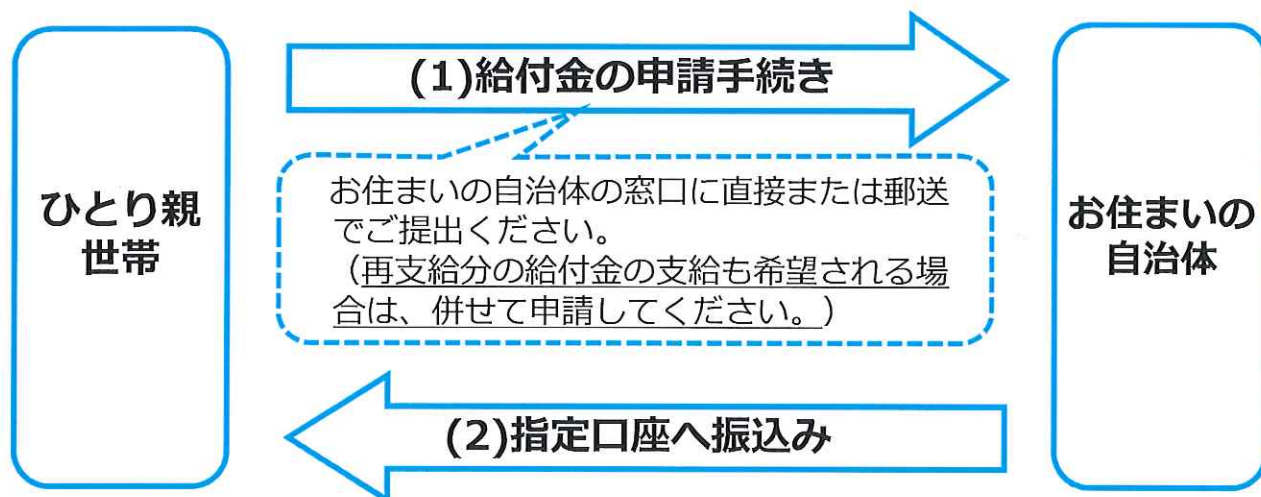 ひとり親
世帯
(1)給付金の申請手続き
お住まいの自治体の窓口に直接または郵送
でご提出ください。
（再支給分の給付金の支給も希望される場
合は、併せて申請してください。）
(2)指定口座へ振込み
お住まいの
自治体